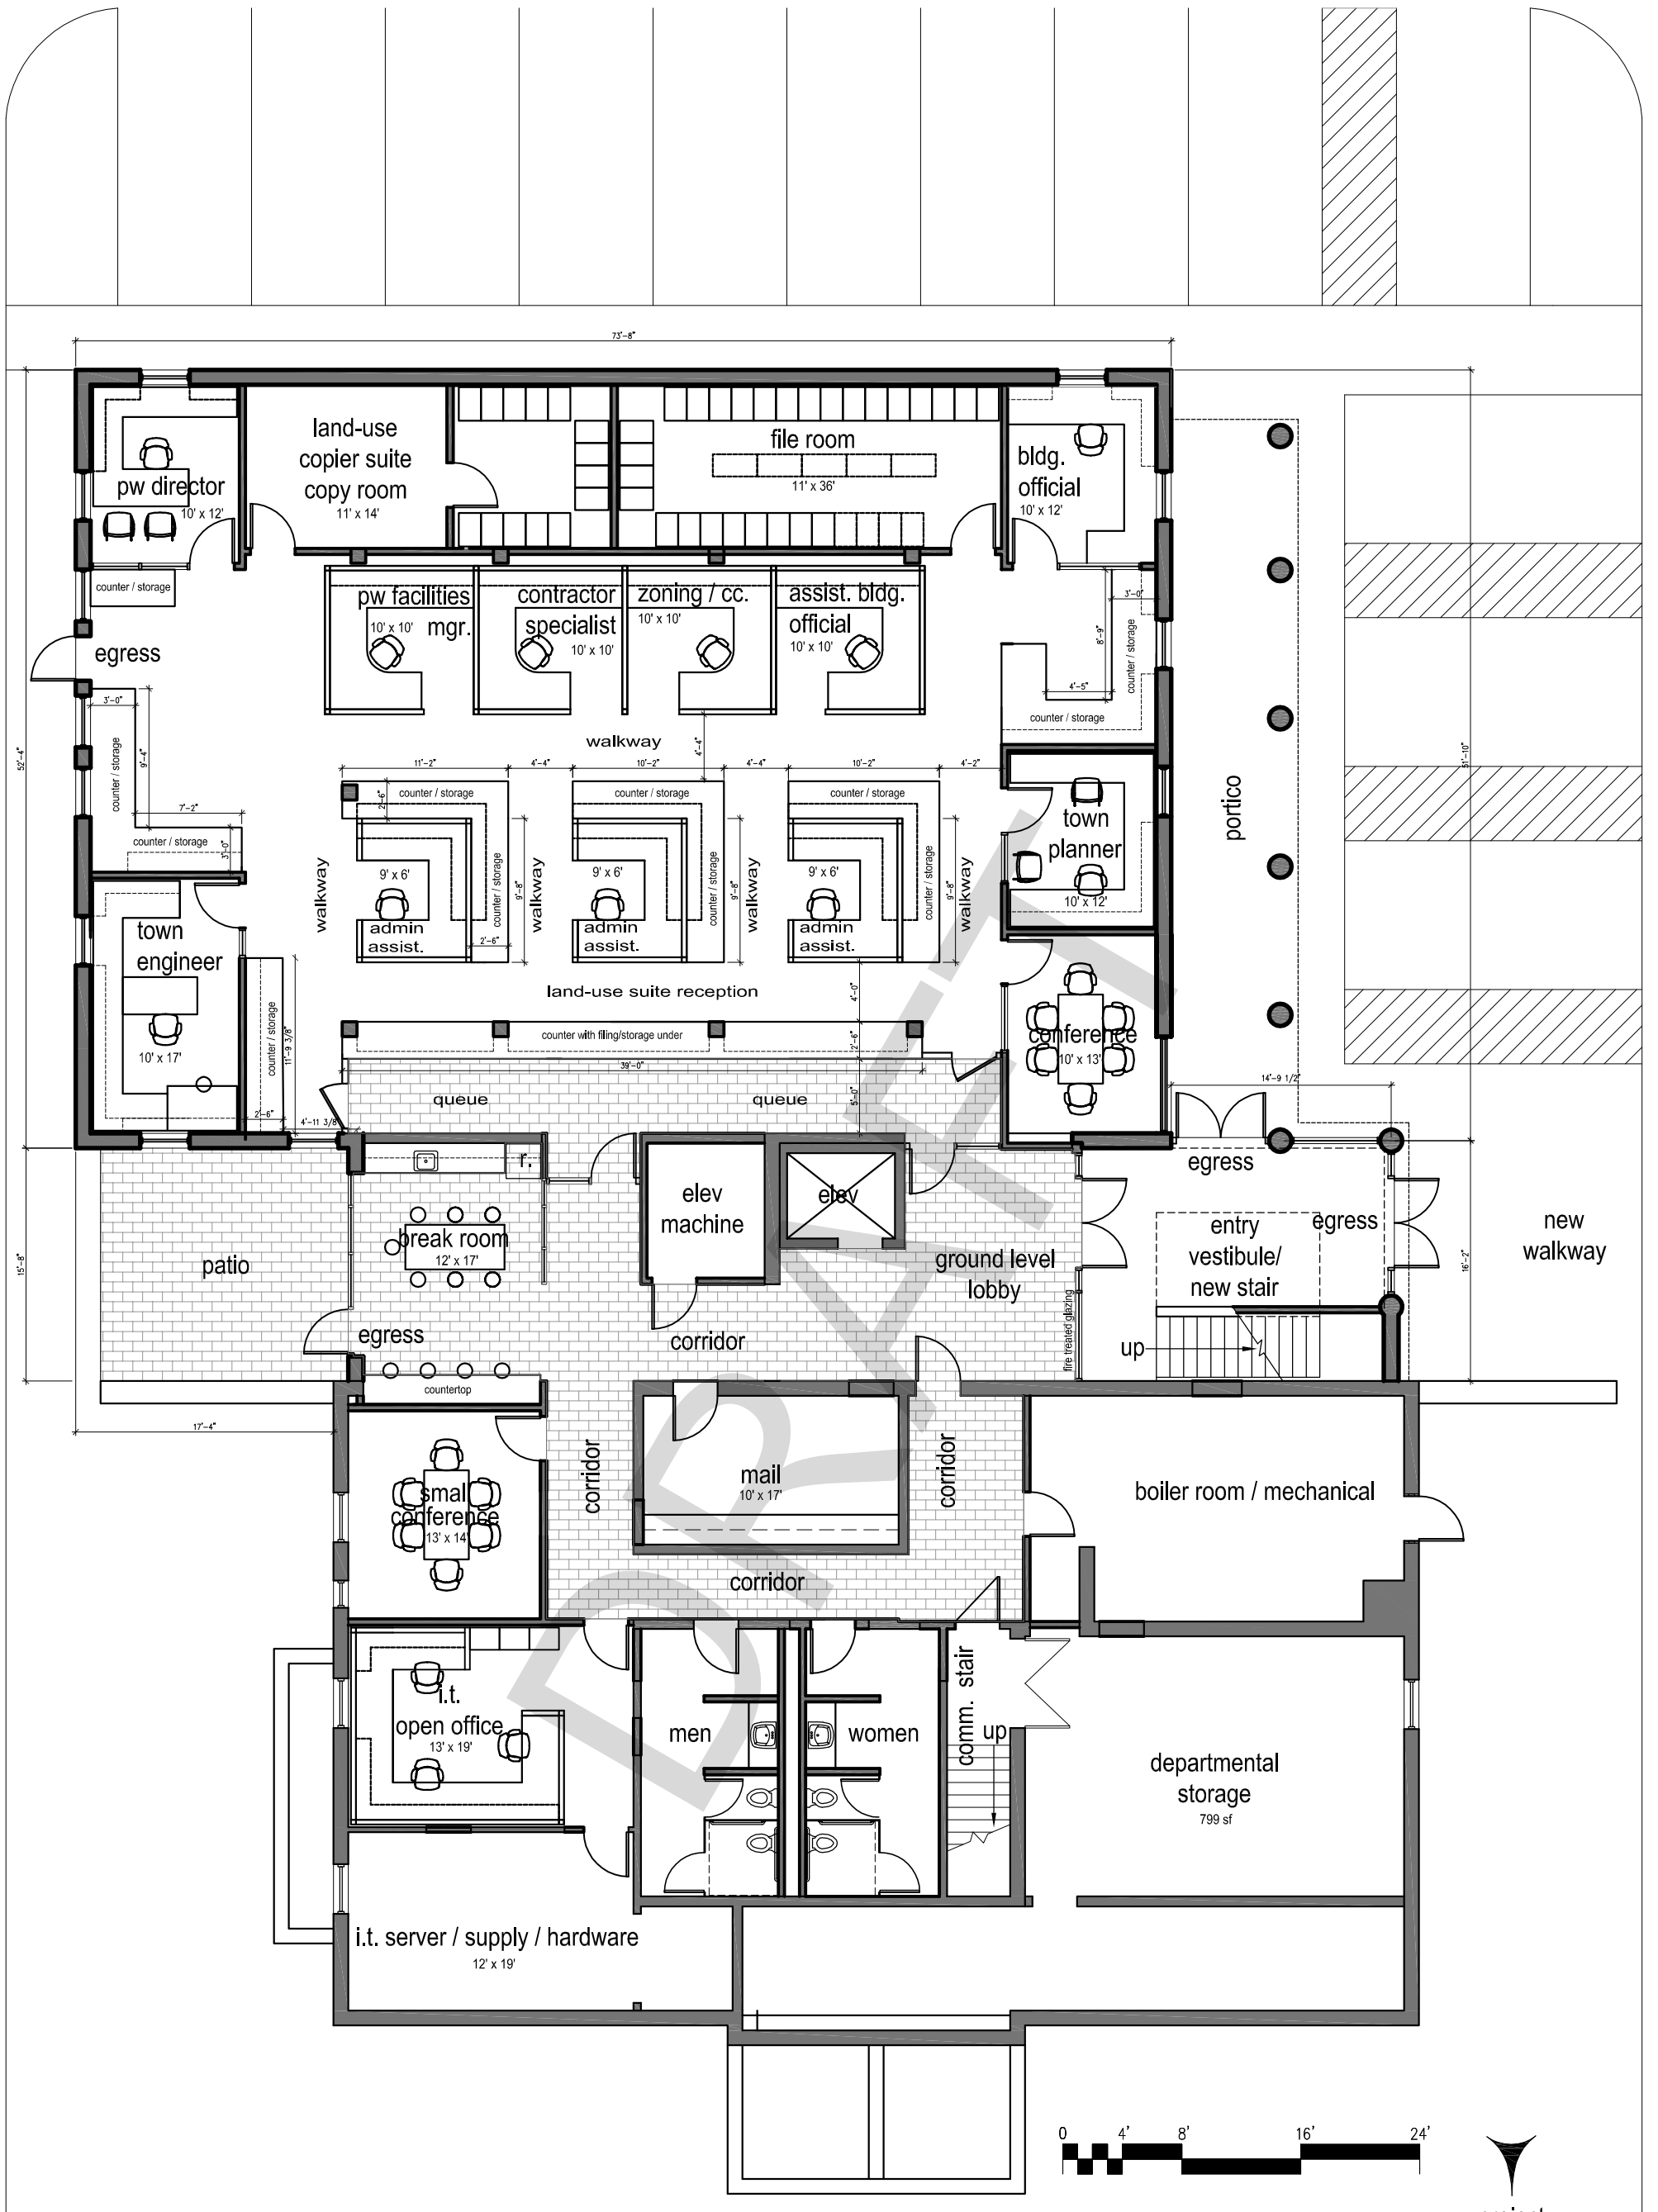 73'-8"
land-use
copier suite
copy room
11' x 14'
file room
11' x 36'
bldg.
official
10' x 12'
pw director
10' x 12'
counter / storage
pw facilities
mgr.
10' x 10'
contractor
specialist
10' x 10'
zoning / cc.
10' x 10'
assist. bldg.
official
10' x 10'
3'-0"
8'-9"
counter / storage
4'-5"
counter / storage
egress
3'-0"
counter / storage
9'-4"
7'-2"
counter / storage
3'-0"
52'-4"
51'-10"
walkway
4'-4"
11'-2"
4'-4"
10'-2"
4'-4"
10'-2"
4'-2"
counter / storage
counter / storage
counter / storage
2'-6"
9' x 6'
9' x 6'
9' x 6'
admin
assist.
admin
assist.
admin
assist.
counter / storage
counter / storage
counter / storage
9'-8"
9'-8"
9'-8"
2'-6"
walkway
walkway
walkway
walkway
town
planner
10' x 12'
portico
town
engineer
10' x 17'
counter / storage
11'-9 3/8"
2'-6"
4'-11 3/8"
land-use suite reception
4'-0"
counter with filing/storage under
2'-6"
39'-0"
5'-0"
queue
queue
conference
10' x 13'
14'-9 1/2"
r.
elev
machine
elev
egress
entry
vestibule/
new stair
egress
new
walkway
16'-2"
15'-8"
patio
break room
12' x 17'
ground level
lobby
fire treated glazing
egress
corridor
up
countertop
17'-4"
small
conference
13' x 14'
corridor
mail
10' x 17'
corridor
boiler room / mechanical
corridor
i.t.
open office
13' x 19'
men
women
comm. stair
up
departmental
storage
799 sf
i.t. server / supply / hardware
12' x 19'
DRAFT
0 4' 8' 16' 24'